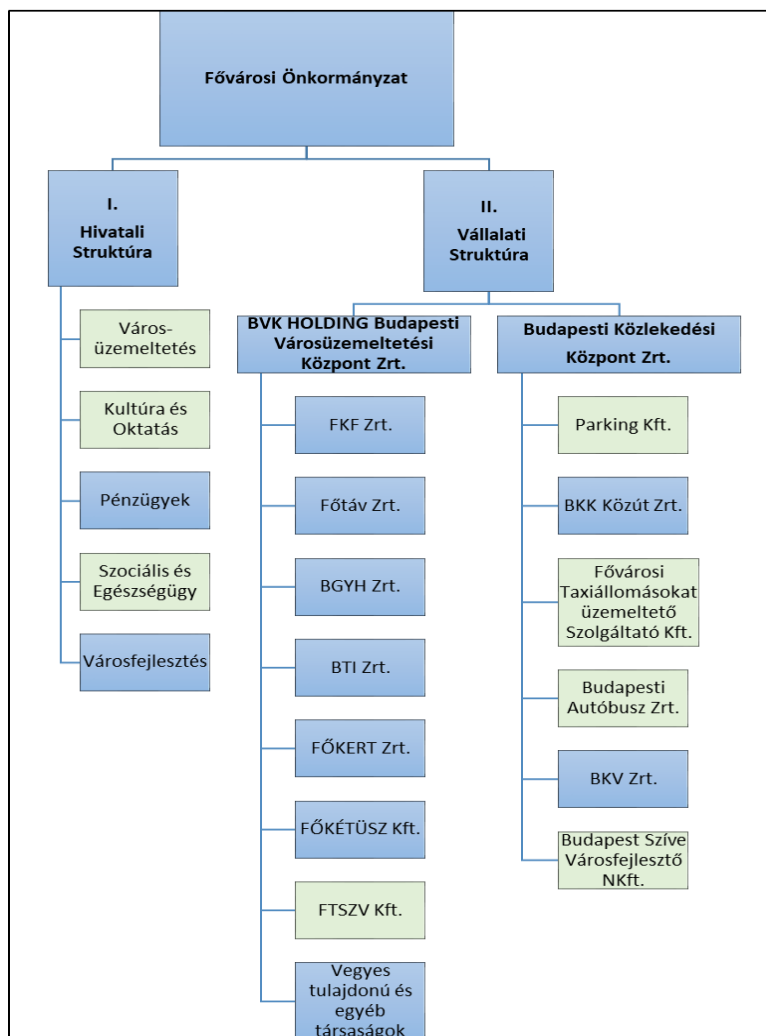 Fővárosi Önkormányzat
I.
Hivatali
Struktúra
II.
Vállalati
Struktúra
Város-
üzemeltetés
Kultúra és
Oktatás
Pénzügyek
Szociális és
Egészségügy
Városfejlesztés
BVK HOLDING Budapesti
Városüzemeltetési
Központ Zrt.
FKF Zrt.
Főtáv Zrt.
BGYH Zrt.
BTI Zrt.
FŐKERT Zrt.
FŐKÉTÜSZ Kft.
FTSZV Kft.
Vegyes
tulajdonú és
egyéb
társaságok
Budapesti Közlekedési
Központ Zrt.
Parking Kft.
BKK Közút Zrt.
Fővárosi
Taxiállomásokat
üzemeltető
Szolgáltató Kft.
Budapesti
Autóbusz Zrt.
BKV Zrt.
Budapest Szíve
Városfejlesztő
NKft.